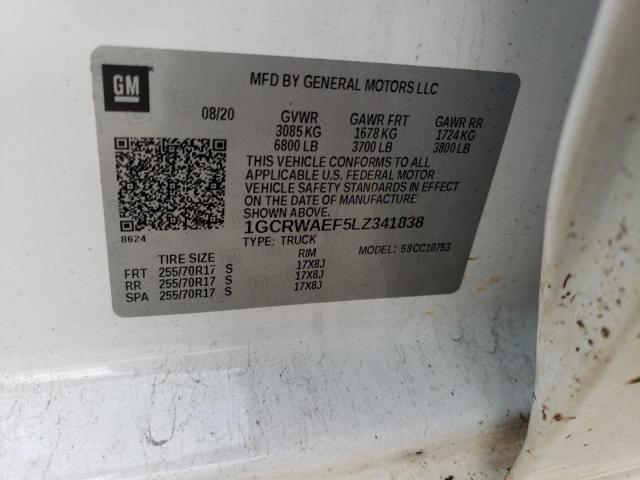 GM
MFD BY GENERAL MOTORS LLC
08/20 GVWR GAWR FRT GAWR RR
3085 KG 1678 KG 1724 KG
6800 LB 3700 LB 3800 LB
THIS VEHICLE CONFORMS TO ALL
APPLICABLE U.S. FEDERAL MOTOR
VEHICLE SAFETY STANDARDS IN EFFECT
ON THE DATE OF MANUFACTURE
SHOWN ABOVE.
1GCRWAEF5LZ341838
8624
TYPE: TRUCK MODEL: 58CC10753
TIRE SIZE RIM
FRT 255/70R17 S 17X8J
RR 255/70R17 S 17X8J
SPA 255/70R17 S 17X8J